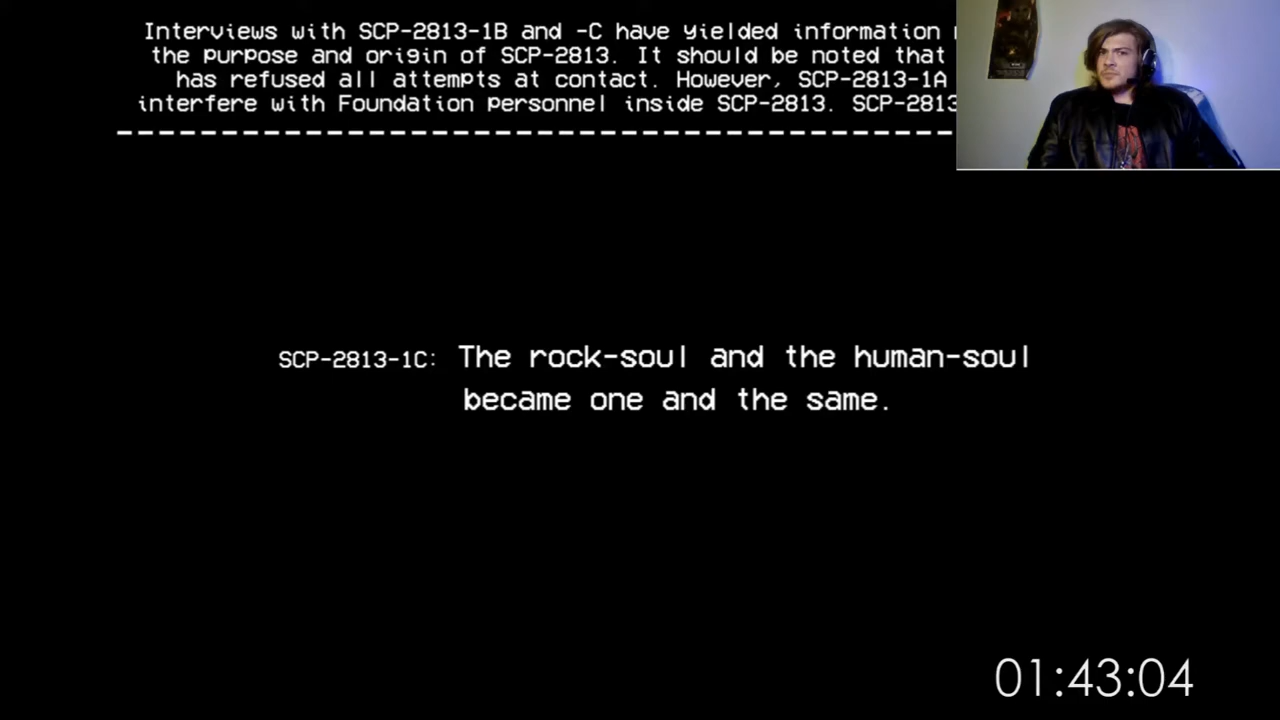 Interviews with SCP-2813-1B and -C have yielded information
the purpose and origin of SCP-2813. It should be noted that
has refused all attempts at contact. However, SCP-2813-1A
interfere with Foundation personnel inside SCP-2813. SCP-2813
SCP-2813-1C: The rock-soul and the human-soul
became one and the same.
01:43:04